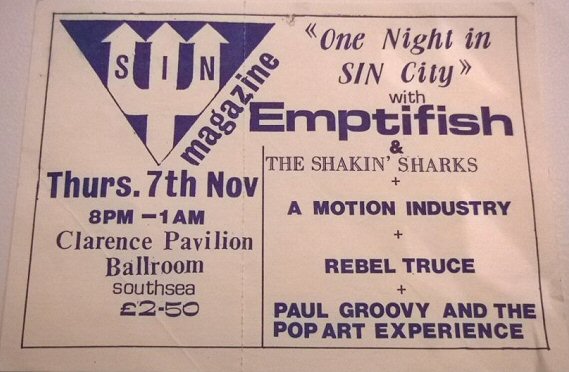 SIN
magazine
Thurs. 7th Nov
8PM – 1AM
Clarence Pavilion
Ballroom
southsea
£2-50
«One Night in
SIN City»
with
Emptifish
&
THE SHAKIN' SHARKS
+
A MOTION INDUSTRY
+
REBEL TRUCE
+
PAUL GROOVY AND THE
POP ART EXPERIENCE